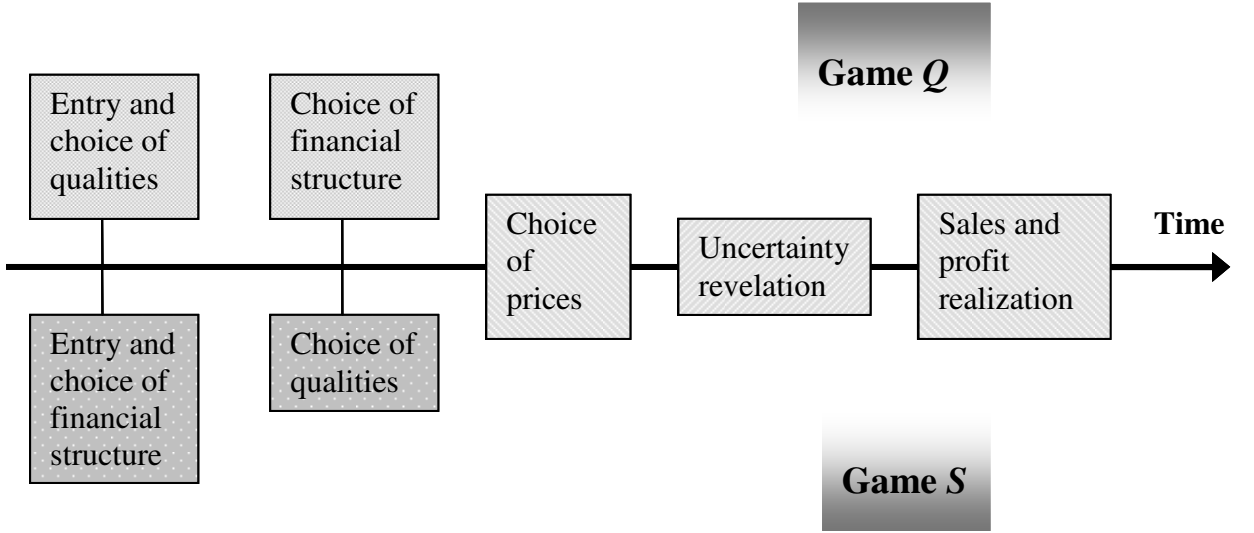 Game Q
Entry and
choice of
qualities
Choice of
financial
structure
Choice
of
prices
Uncertainty
revelation
Sales and
profit
realization
Time
Entry and
choice of
financial
structure
Choice of
qualities
Game S